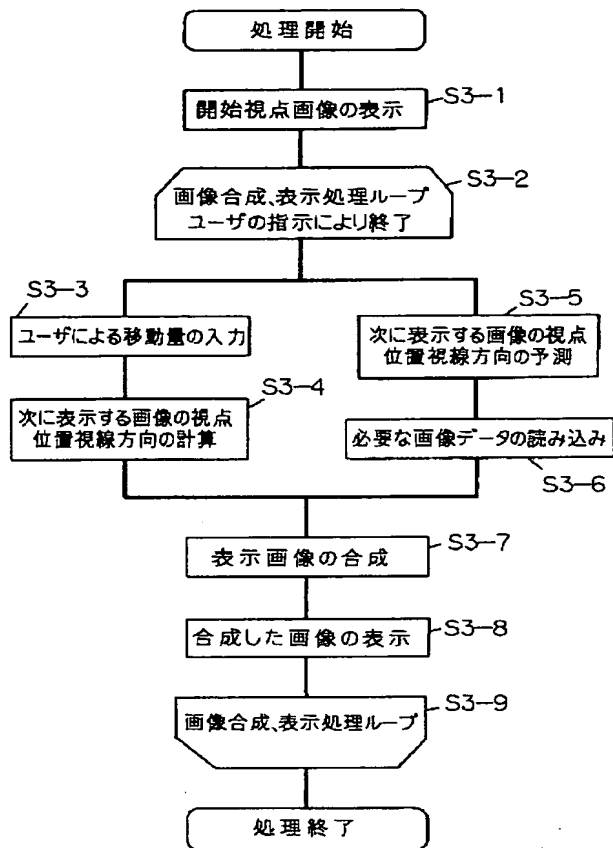 処理開始
開始視点画像の表示
S3-1
画像合成、表示処理ループ
ユーザの指示により終了
S3-2
S3-3
ユーザによる移動量の入力
S3-4
次に表示する画像の視点
位置視線方向の計算
S3-5
次に表示する画像の視点
位置視線方向の予測
必要な画像データの読み込み
S3-6
表示画像の合成
S3-7
合成した画像の表示
S3-8
画像合成、表示処理ループ
S3-9
処理終了